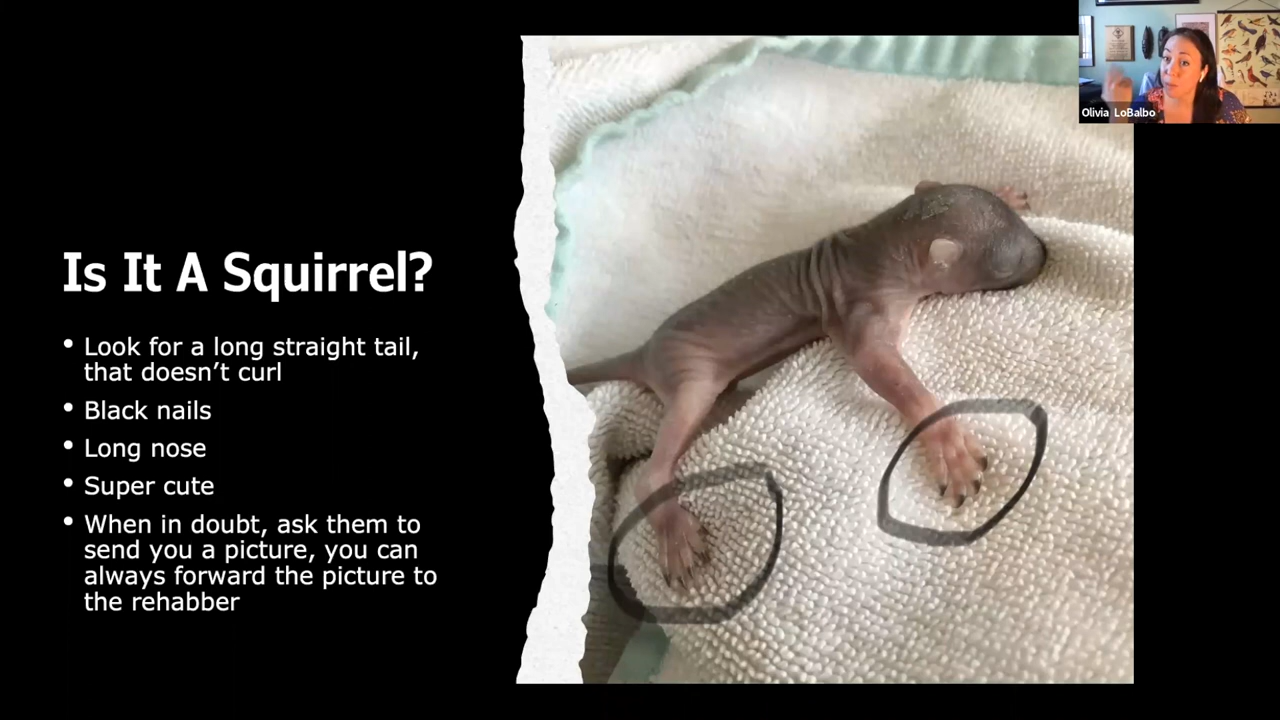 Olivia LoBalbo
Is It A Squirrel?
• Look for a long straight tail,
that doesn't curl
• Black nails
• Long nose
• Super cute
• When in doubt, ask them to
send you a picture, you can
always forward the picture to
the rehabber